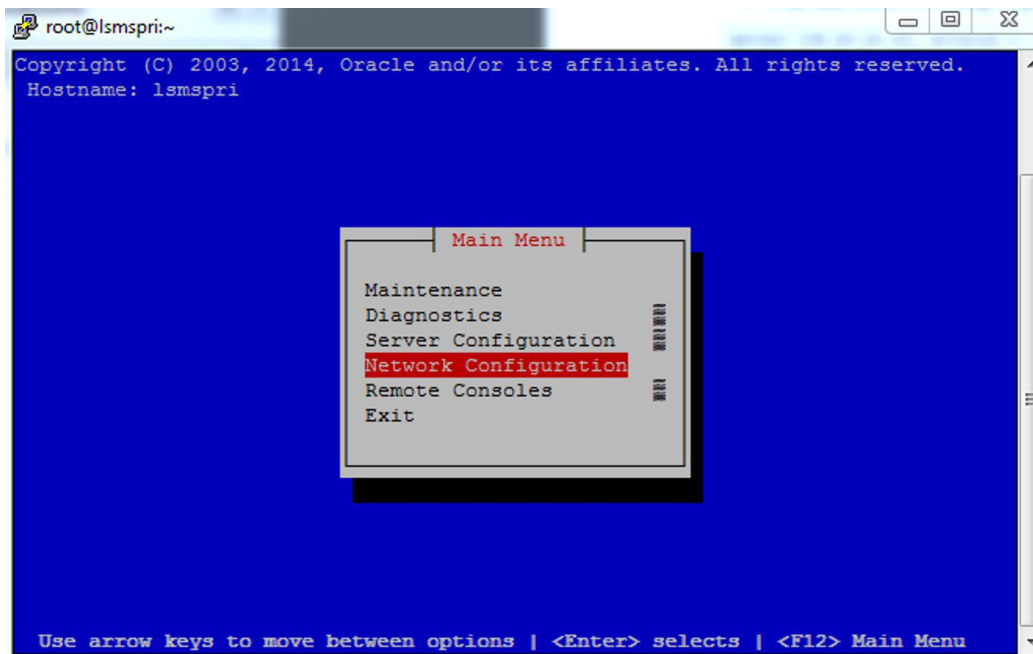 root@lsmspri:~
Copyright (C) 2003, 2014, Oracle and/or its affiliates. All rights reserved.
Hostname: lsmspri
Main Menu
Maintenance
Diagnostics
Server Configuration
Network Configuration
Remote Consoles
Exit
Use arrow keys to move between options | <Enter> selects | <F12> Main Menu